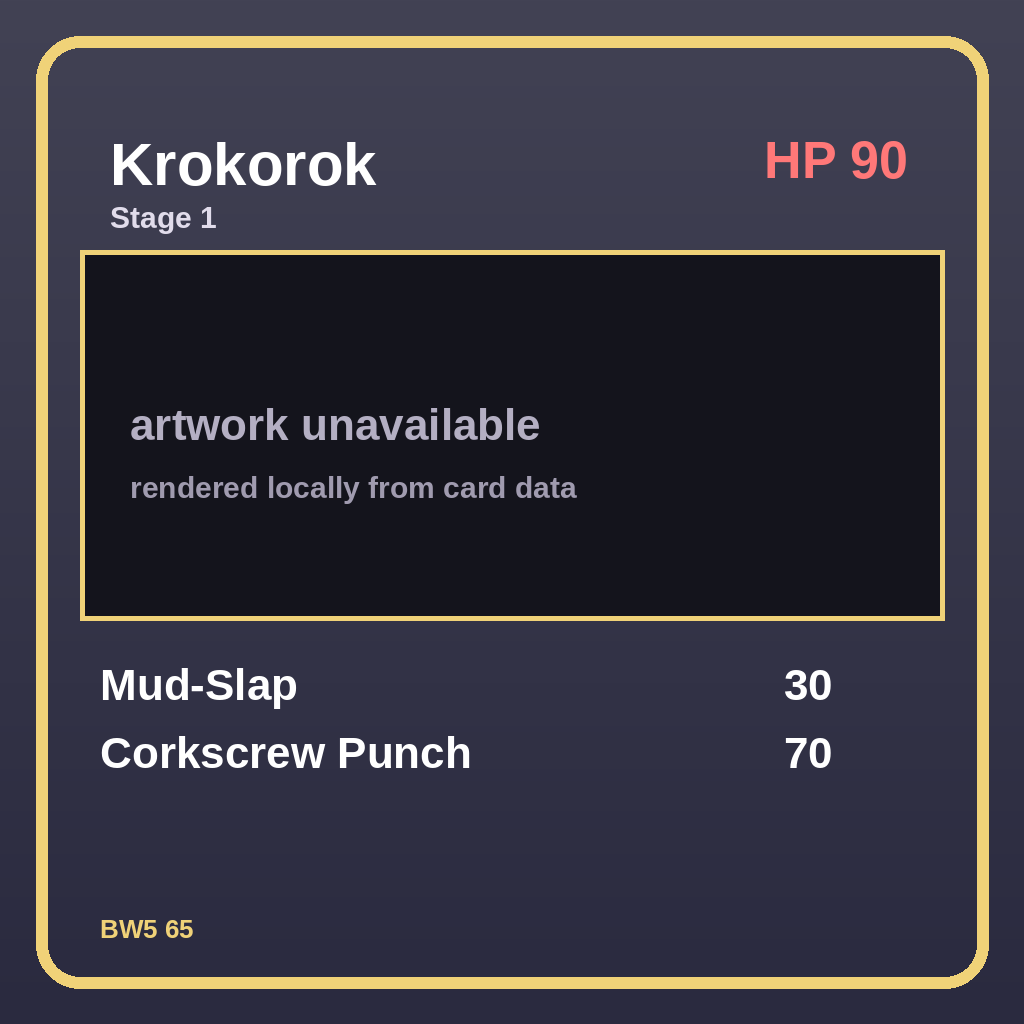 Krokorok
HP 90
Stage 1
artwork unavailable
rendered locally from card data
Mud-Slap 30
Corkscrew Punch 70
BW5 65